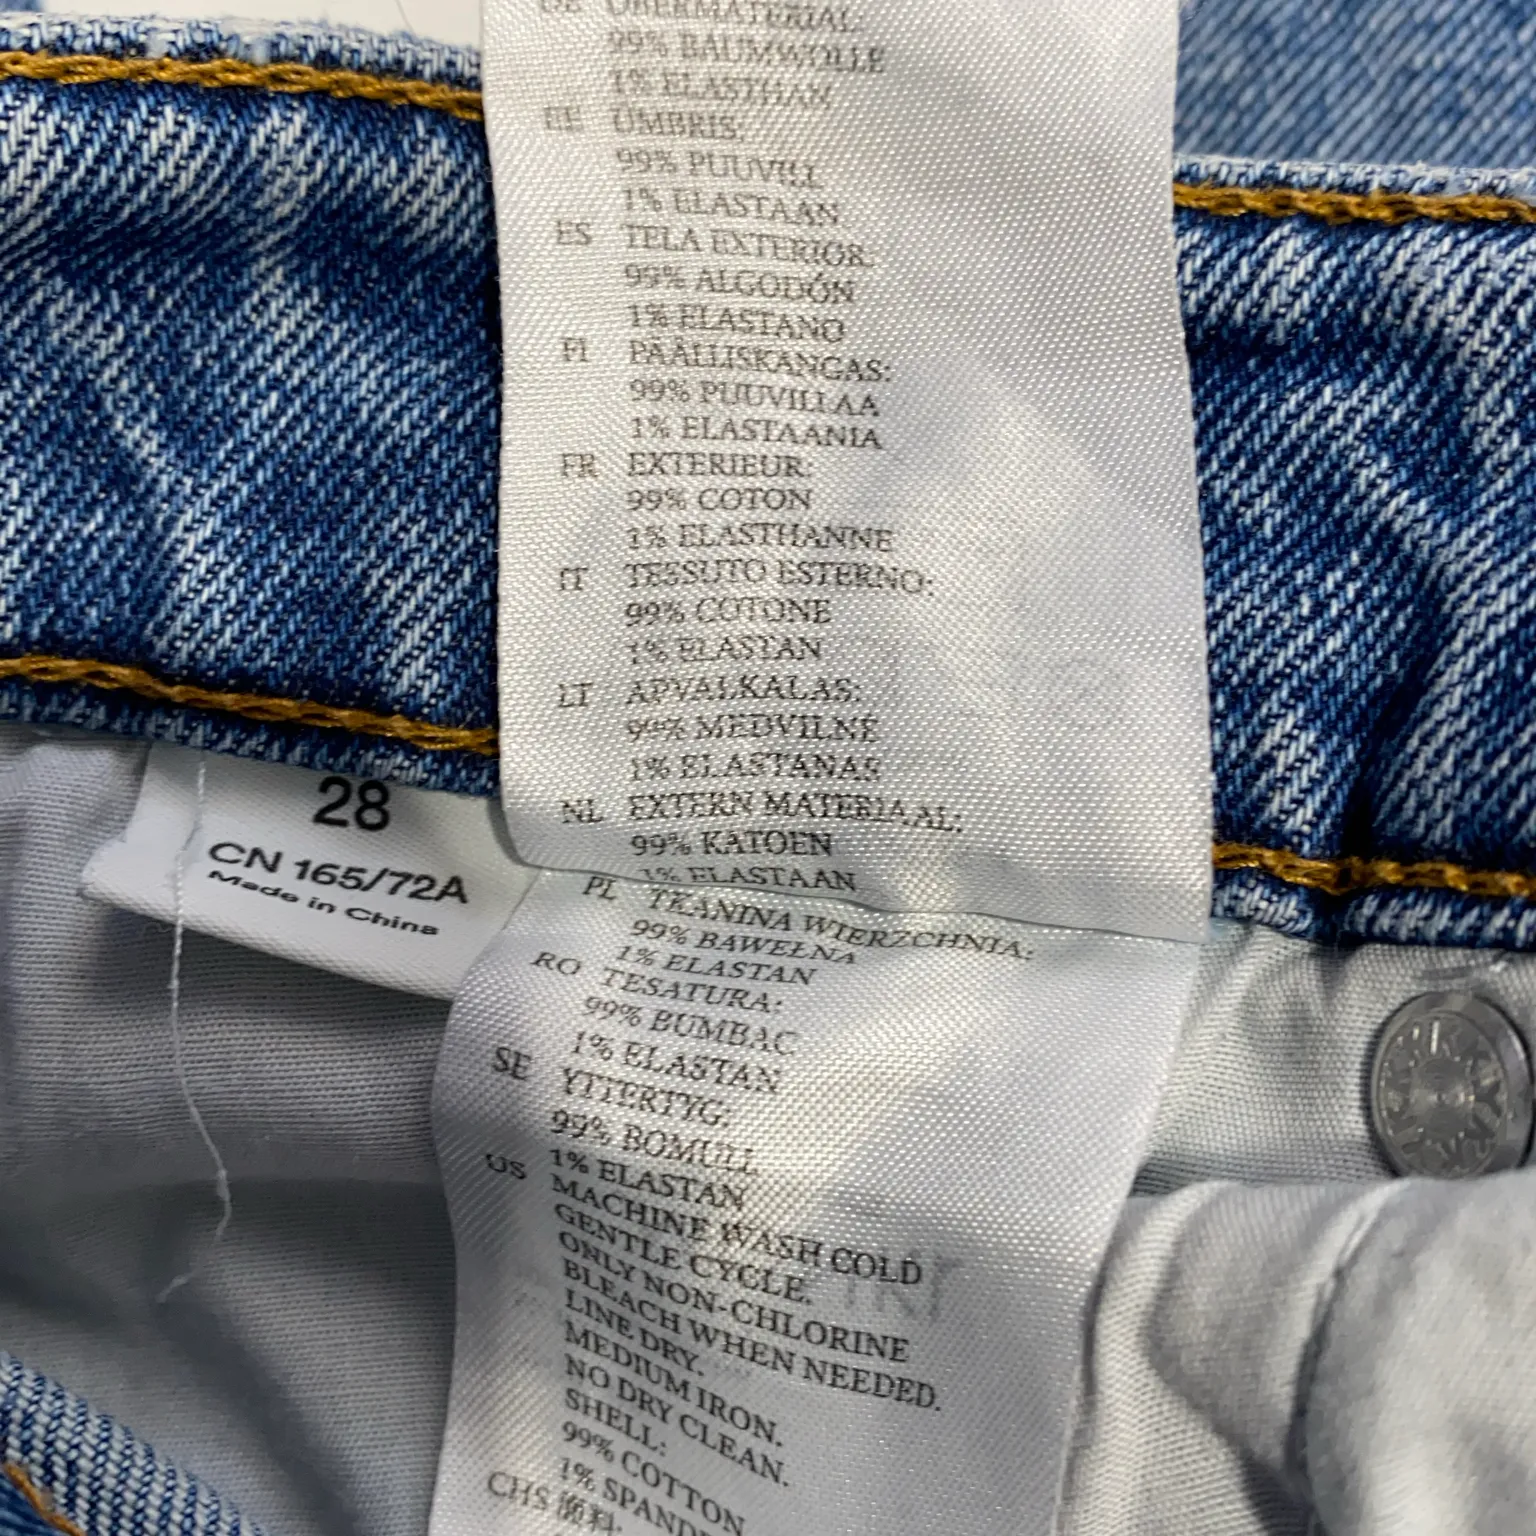 DE ÜBERMATERIAL:
99% BAUMWOLLE
1% ELASTHAN
EE ÜMBRIS:
99% PUUVILL
1% ELASTAAN
ES TELA EXTERIOR:
99% ALGODÓN
1% ELASTANO
FI PÄÄLLISKANGAS:
99% PUUVILLAA
1% ELASTAANIA
FR EXTERIEUR:
99% COTON
1% ELASTHANNE
IT TESSUTO ESTERNO:
99% COTONE
1% ELASTAN
LT APVALKALAS:
99% MEDVILNĖ
1% ELASTANAS
NL EXTERN MATERIAAL:
99% KATOEN
1% ELASTAAN
PL TKANINA WIERZCHNIA:
99% BAWEŁNA
1% ELASTAN
RO TESATURA:
99% BUMBAC
1% ELASTAN
SE YTTERTYG:
99% BOMULL
1% ELASTAN
US MACHINE WASH COLD
GENTLE CYCLE.
ONLY NON-CHLORINE
BLEACH WHEN NEEDED.
LINE DRY.
MEDIUM IRON.
NO DRY CLEAN.
SHELL:
99% COTTON
1%
CHS 面料:
28
CN 165/72A
Made in China